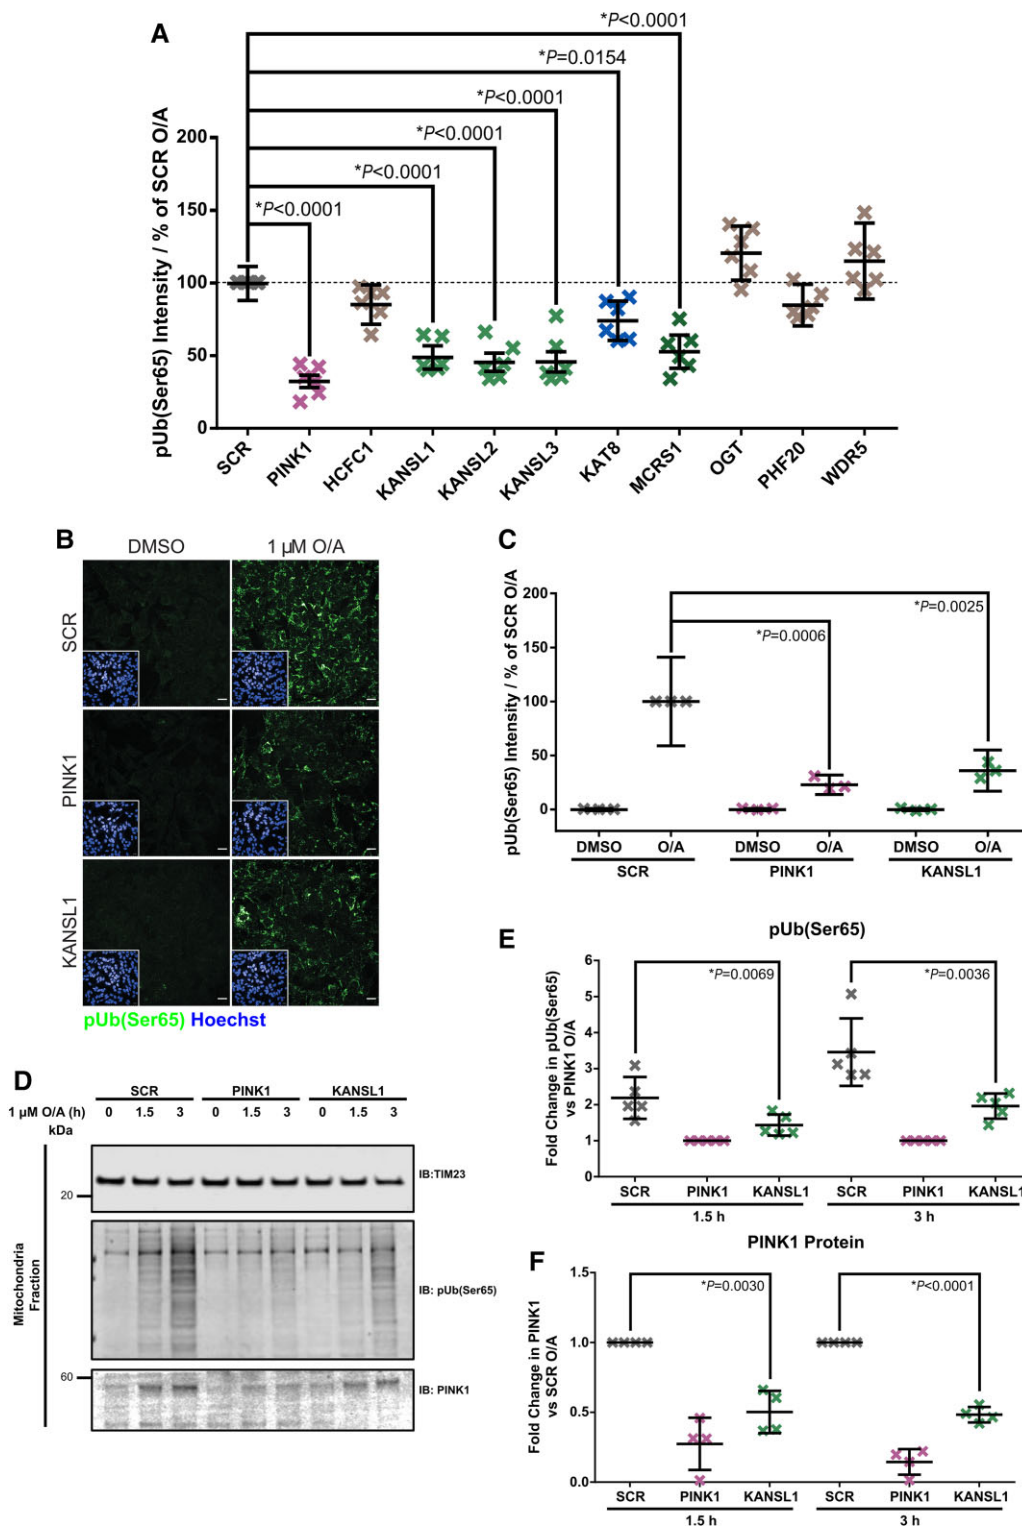 A
*P<0.0001
*P=0.0154
*P<0.0001
*P<0.0001
*P<0.0001
*P<0.0001
pUb(Ser65) Intensity / % of SCR O/A
200
150
100
50
0
SCR
PINK1
HCFC1
KANSL1
KANSL2
KANSL3
KAT8
MCRS1
OGT
PHF20
WDR5
B
DMSO
1 µM O/A
SCR
PINK1
KANSL1
pUb(Ser65) Hoechst
C
pUb(Ser65) Intensity / % of SCR O/A
200
150
100
50
0
*P=0.0025
*P=0.0006
DMSO
O/A
DMSO
O/A
DMSO
O/A
SCR
PINK1
KANSL1
D
SCR
PINK1
KANSL1
1 µM O/A (h)
0
1.5
3
0
1.5
3
0
1.5
3
kDa
20
60
Mitochondria
Fraction
IB:TIM23
IB: pUb(Ser65)
IB: PINK1
E
pUb(Ser65)
Fold Change in pUb(Ser65)
vs PINK1 O/A
6
5
4
3
2
1
0
*P=0.0069
*P=0.0036
SCR
PINK1
KANSL1
SCR
PINK1
KANSL1
1.5 h
3 h
F
PINK1 Protein
Fold Change in PINK1
vs SCR O/A
1.5
1.0
0.5
0.0
*P=0.0030
*P<0.0001
SCR
PINK1
KANSL1
SCR
PINK1
KANSL1
1.5 h
3 h